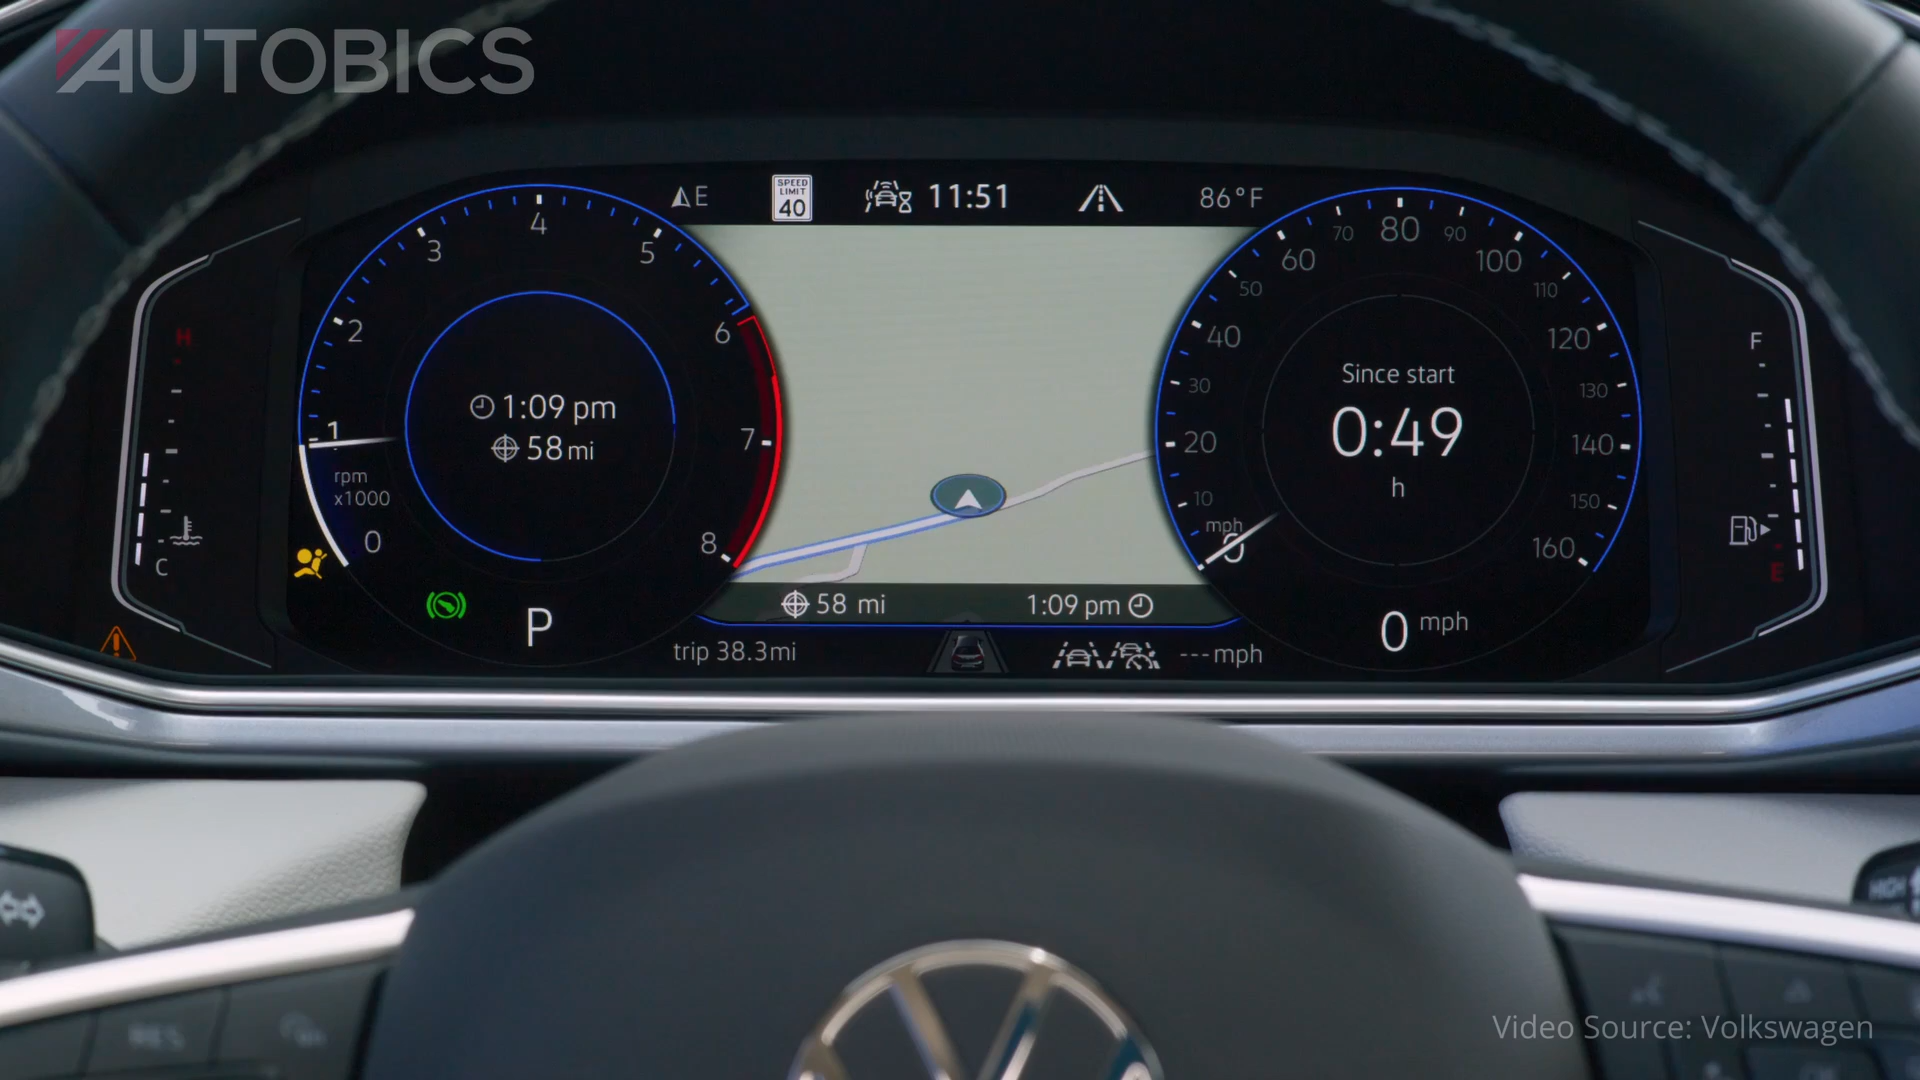 AUTOBICS
E
SPEED
LIMIT
40
11:51
86°F
H
C
0
1
2
3
4
5
6
7
8
rpm
x1000
1:09 pm
58 mi
P
58 mi
1:09 pm
trip 38.3mi
---mph
0
10
20
30
40
50
60
70
80
90
100
110
120
130
140
150
160
mph
Since start
0:49
h
0 mph
F
E
HIGH
RES
Video Source: Volkswagen